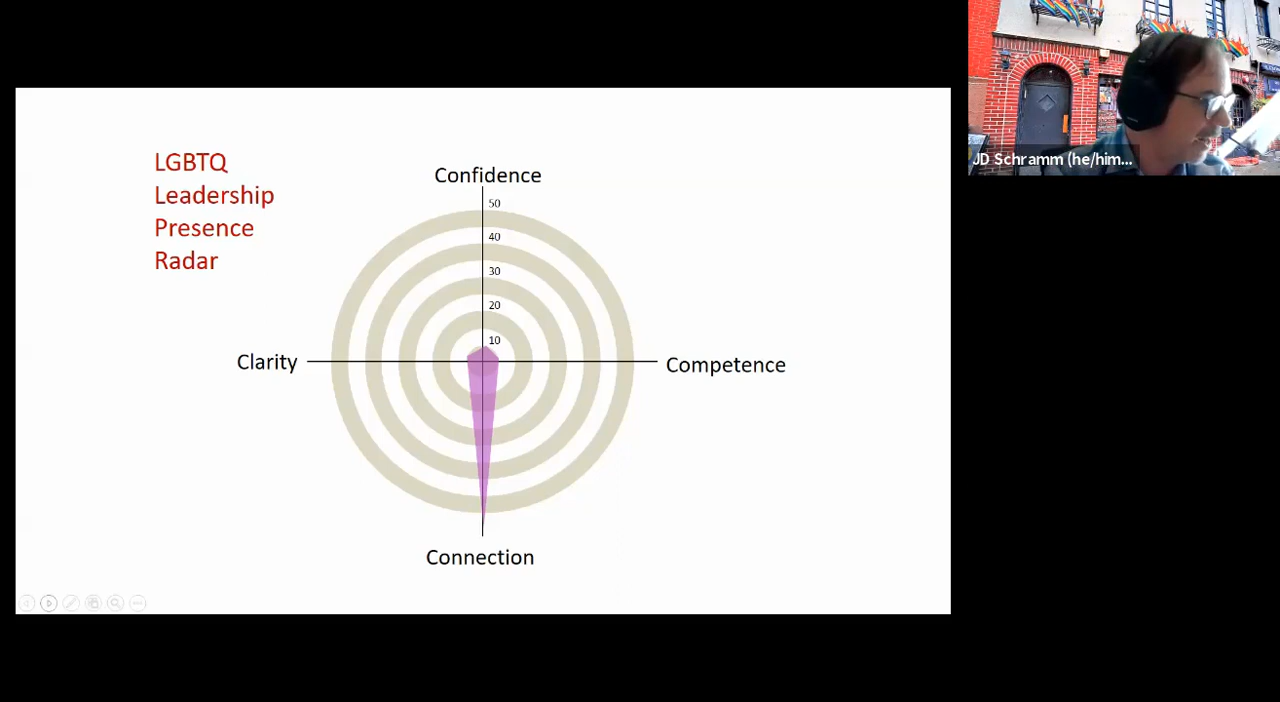 LGBTQ
Leadership
Presence
Radar
Confidence
50
40
30
20
10
Clarity
Competence
Connection
JD Schramm (he/him...